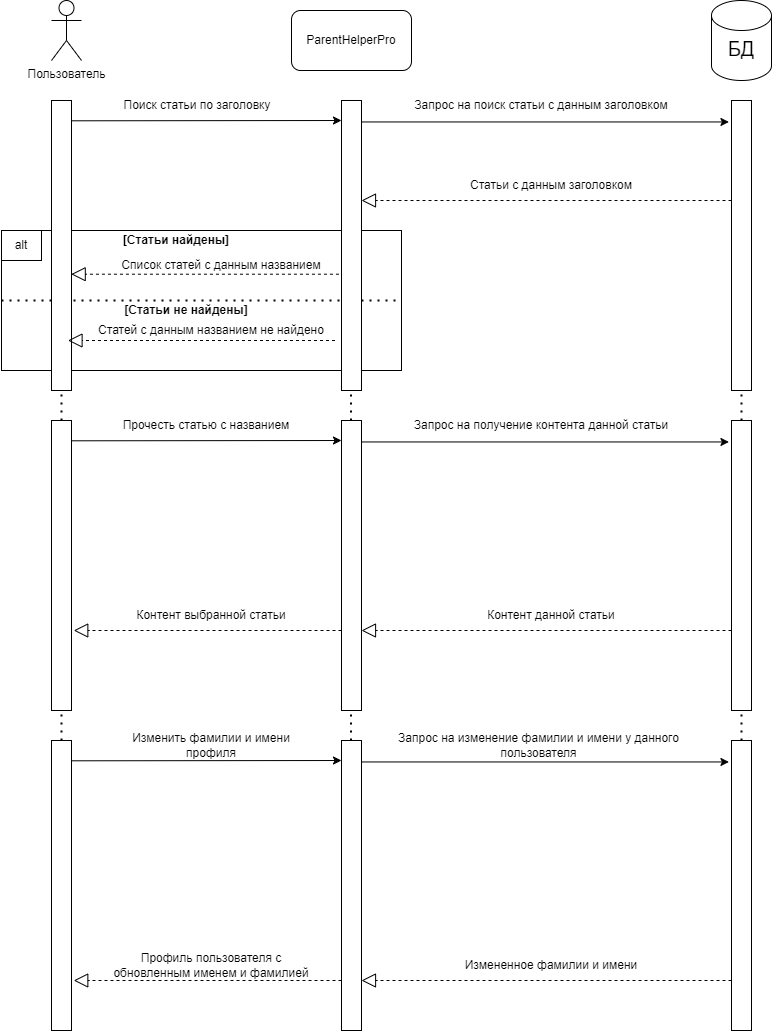 ParentHelperPro
БД
Пользователь
Поиск статьи по заголовку
Запрос на поиск статьи с данным заголовком
Статьи с данным заголовком
alt
[Статьи найдены]
Список статей с данным названием
[Статьи не найдены]
Статей с данным названием не найдено
Прочесть статью с названием
Запрос на получение контента данной статьи
Контент выбранной статьи
Контент данной статьи
Изменить фамилии и имени
профиля
Запрос на изменение фамилии и имени у данного
пользователя
Профиль пользователя с
обновленным именем и фамилией
Измененное фамилии и имени